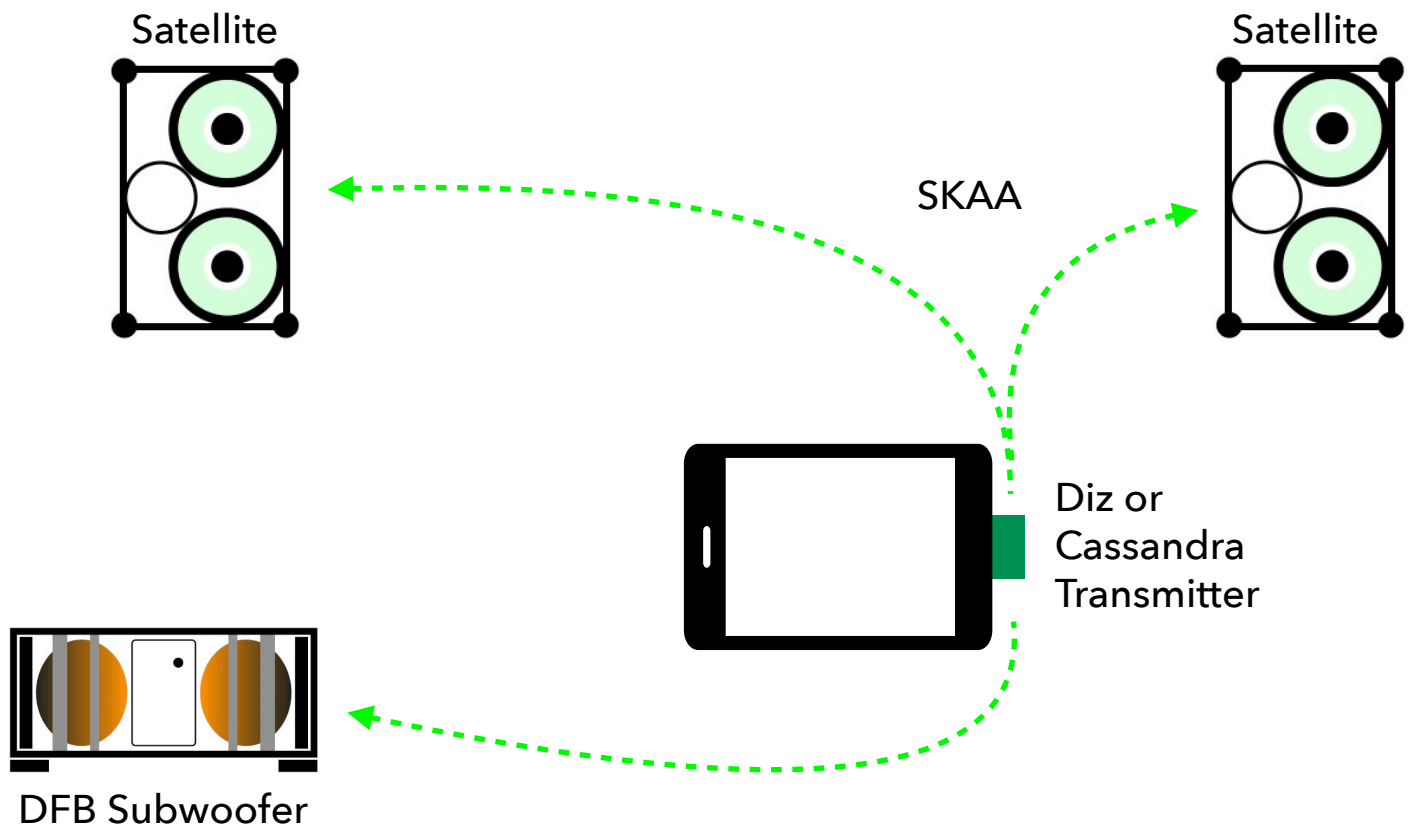 Satellite
Satellite
SKAA
Diz or
Cassandra
Transmitter
DFB Subwoofer